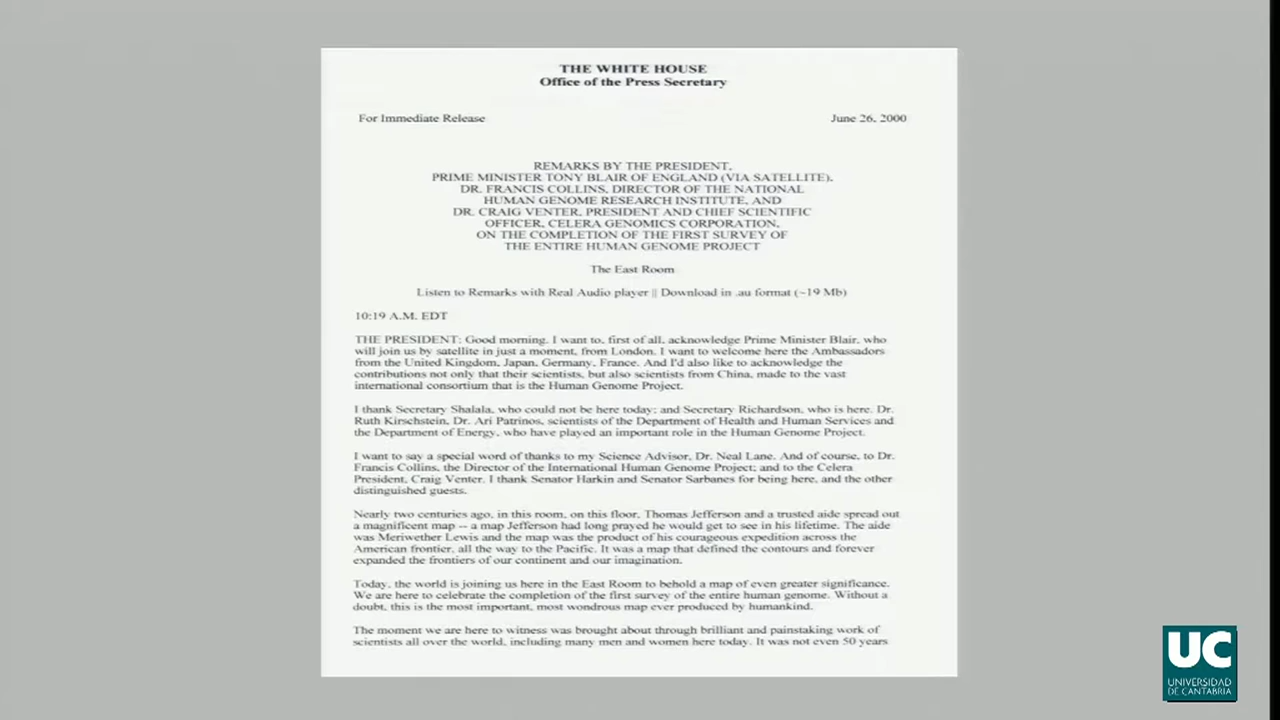 THE WHITE HOUSE
Office of the Press Secretary
For Immediate Release
June 26, 2000
REMARKS BY THE PRESIDENT,
PRIME MINISTER TONY BLAIR OF ENGLAND (VIA SATELLITE),
DR. FRANCIS COLLINS, DIRECTOR OF THE NATIONAL
HUMAN GENOME RESEARCH INSTITUTE, AND
DR. CRAIG VENTER, PRESIDENT AND CHIEF SCIENTIFIC
OFFICER, CELERA GENOMICS CORPORATION,
ON THE COMPLETION OF THE FIRST SURVEY OF
THE ENTIRE HUMAN GENOME PROJECT
The East Room
Listen to Remarks with Real Audio player || Download in .au format (~19 Mb)
10:19 A.M. EDT
THE PRESIDENT: Good morning. I want to, first of all, acknowledge Prime Minister Blair, who
will join us by satellite in just a moment, from London. I want to welcome here the Ambassadors
from the United Kingdom, Japan, Germany, France. And I'd also like to acknowledge the
contributions not only that their scientists, but also scientists from China, made to the vast
international consortium that is the Human Genome Project.
I thank Secretary Shalala, who could not be here today; and Secretary Richardson, who is here. Dr.
Ruth Kirschstein, Dr. Ari Patrinos, scientists of the Department of Health and Human Services and
the Department of Energy, who have played an important role in the Human Genome Project.
I want to say a special word of thanks to my Science Advisor, Dr. Neal Lane. And of course, to Dr.
Francis Collins, the Director of the International Human Genome Project; and to the Celera
President, Craig Venter. I thank Senator Harkin and Senator Sarbanes for being here, and the other
distinguished guests.
Nearly two centuries ago, in this room, on this floor, Thomas Jefferson and a trusted aide spread out
a magnificent map -- a map Jefferson had long prayed he would get to see in his lifetime. The aide
was Meriwether Lewis and the map was the product of his courageous expedition across the
American frontier, all the way to the Pacific. It was a map that defined the contours and forever
expanded the frontiers of our continent and our imagination.
Today, the world is joining us here in the East Room to behold a map of even greater significance.
We are here to celebrate the completion of the first survey of the entire human genome. Without a
doubt, this is the most important, most wondrous map ever produced by humankind.
The moment we are here to witness was brought about through brilliant and painstaking work of
scientists all over the world, including many men and women here today. It was not even 50 years
UC
UNIVERSIDAD
DE CANTABRIA